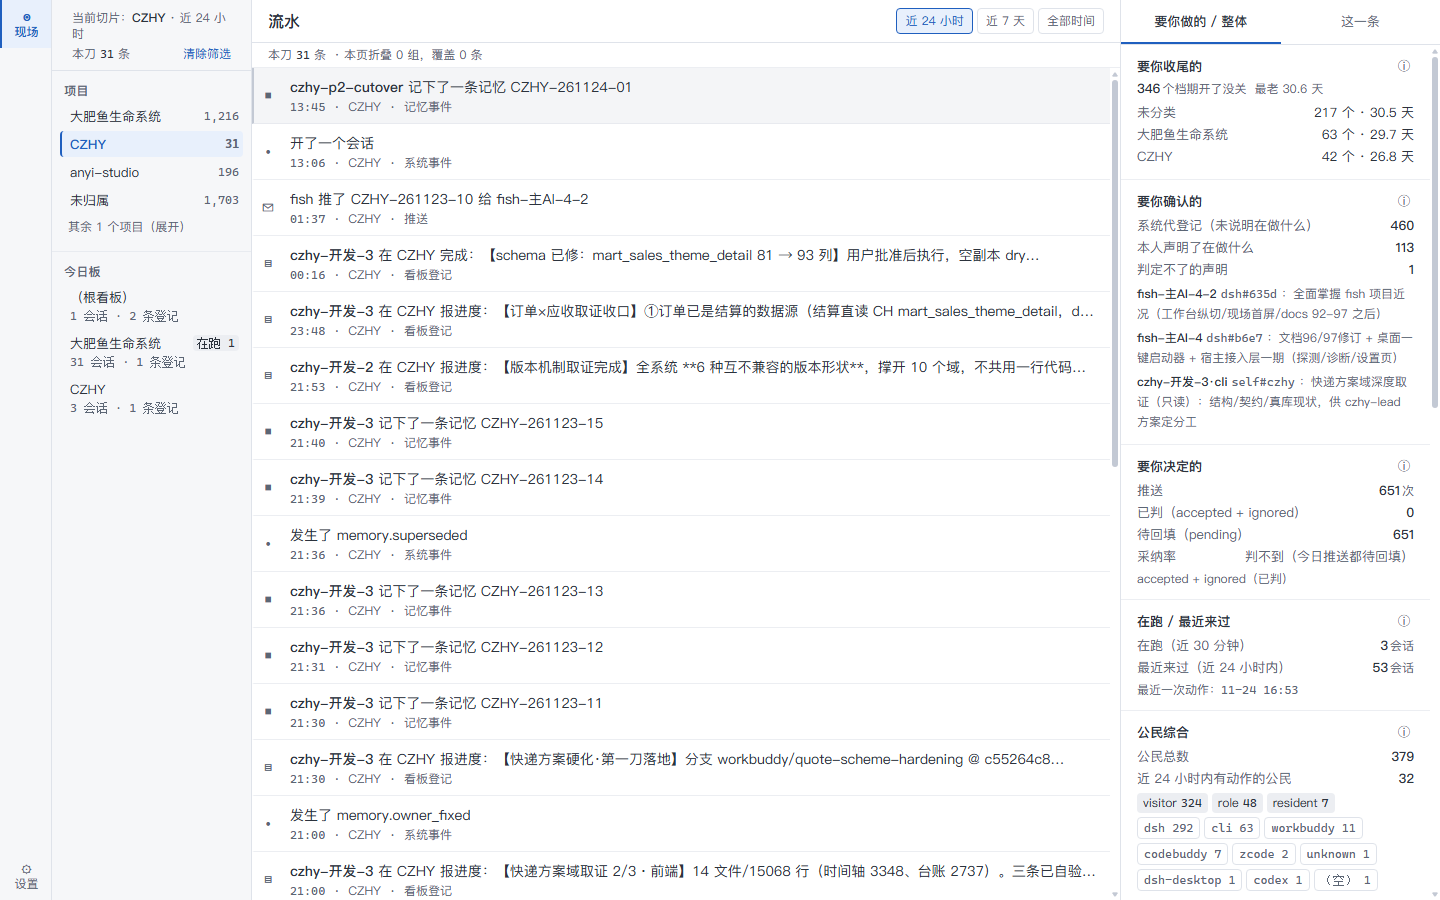 现场
设置
当前切片：CZHY · 近 24 小
时
本刀 31 条 清除筛选
项目
大肥鱼生命系统 1,216
CZHY 31
anyi-studio 196
未归属 1,703
其余 1 个项目（展开）
今日板
（根看板）
1 会话 · 2 条登记
大肥鱼生命系统 在跑 1
31 会话 · 1 条登记
CZHY
3 会话 · 1 条登记
流水 近 24 小时 近 7 天 全部时间
本刀 31 条 · 本页折叠 0 组，覆盖 0 条
czhy-p2-cutover 记下了一条记忆 CZHY-261124-01
13:45 · CZHY · 记忆事件
开了一个会话
13:06 · CZHY · 系统事件
fish 推了 CZHY-261123-10 给 fish-主AI-4-2
01:37 · CZHY · 推送
czhy-开发-3 在 CZHY 完成：【schema 已修：mart_sales_theme_detail 81 → 93 列】用户批准后执行，空副本 dry...
00:16 · CZHY · 看板登记
czhy-开发-3 在 CZHY 报进度：【订单×应收取证收口】①订单已是结算的数据源（结算直读 CH mart_sales_theme_detail，d...
23:48 · CZHY · 看板登记
czhy-开发-2 在 CZHY 报进度：【版本机制取证完成】全系统 **6 种互不兼容的版本形状**，撑开 10 个域，不共用一行代码...
21:53 · CZHY · 看板登记
czhy-开发-3 记下了一条记忆 CZHY-261123-15
21:40 · CZHY · 记忆事件
czhy-开发-3 记下了一条记忆 CZHY-261123-14
21:39 · CZHY · 记忆事件
发生了 memory.superseded
21:36 · CZHY · 系统事件
czhy-开发-3 记下了一条记忆 CZHY-261123-13
21:36 · CZHY · 记忆事件
czhy-开发-3 记下了一条记忆 CZHY-261123-12
21:31 · CZHY · 记忆事件
czhy-开发-3 记下了一条记忆 CZHY-261123-11
21:30 · CZHY · 记忆事件
czhy-开发-3 在 CZHY 报进度：【快递方案硬化·第一刀落地】分支 workbuddy/quote-scheme-hardening @ c55264c8...
21:30 · CZHY · 看板登记
发生了 memory.owner_fixed
21:00 · CZHY · 系统事件
czhy-开发-3 在 CZHY 报进度：【快递方案域取证 2/3 · 前端】14 文件/15068 行（时间轴 3348、台账 2737）。三条已自验...
21:00 · CZHY · 看板登记
要你做的 / 整体 这一条
要你收尾的
346 个档期开了没关 最老 30.6 天
未分类 217 个 · 30.5 天
大肥鱼生命系统 63 个 · 29.7 天
CZHY 42 个 · 26.8 天
要你确认的
系统代登记（未说明在做什么） 460
本人声明了在做什么 113
判定不了的声明 1
fish-主AI-4-2 dsh#635d：全面掌握 fish 项目近
况（工作台纵切/现场首屏/docs 92-97 之后）
fish-主AI-4 dsh#b6e7：文档96/97修订 + 桌面一
键启动器 + 宿主接入层一期（探测/诊断/设置页）
czhy-开发-3·cli self#czhy：快递方案域深度取
证（只读）：结构/契约/真库现状，供 czhy-lead
方案定分工
要你决定的
推送 651次
已判（accepted + ignored） 0
待回填（pending） 651
采纳率 判不到（今日推送都待回填）
accepted + ignored（已判）
在跑 / 最近来过
在跑（近 30 分钟） 3会话
最近来过（近 24 小时内） 53会话
最近一次动作：11-24 16:53
公民综合
公民总数 379
近 24 小时内有动作的公民 32
visitor 324 role 48 resident 7
dsh 292 cli 63 workbuddy 11
codebuddy 7 zcode 2 unknown 1
dsh-desktop 1 codex 1 （空） 1